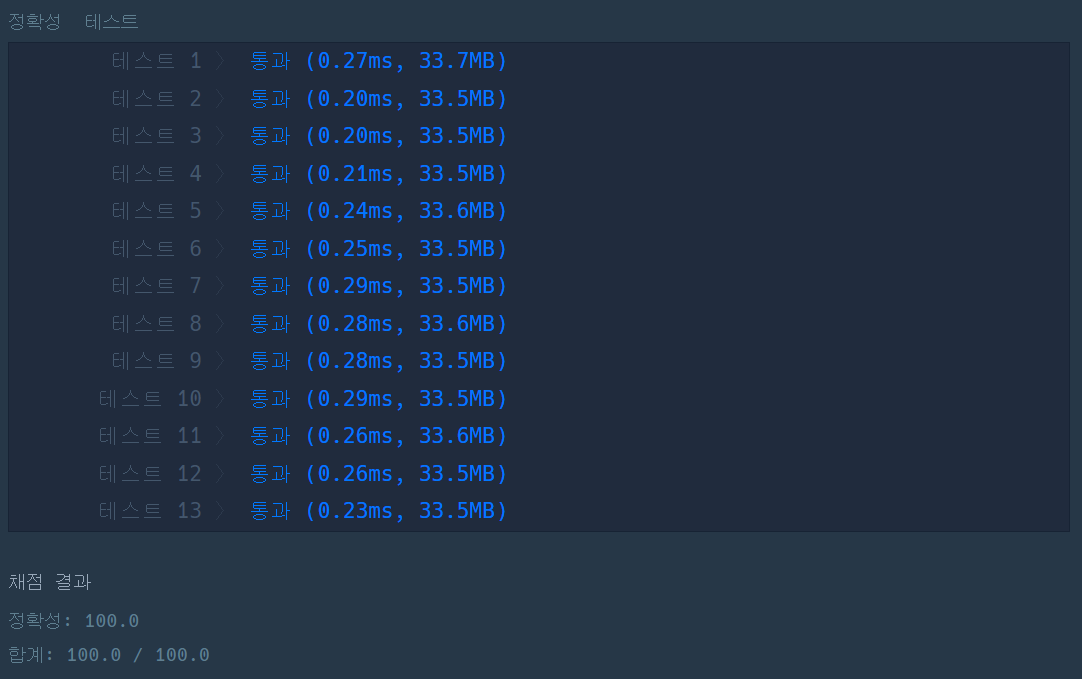 정확성 테스트
테스트 1 〉 통과 (0.27ms, 33.7MB)
테스트 2 〉 통과 (0.20ms, 33.5MB)
테스트 3 〉 통과 (0.20ms, 33.5MB)
테스트 4 〉 통과 (0.21ms, 33.5MB)
테스트 5 〉 통과 (0.24ms, 33.6MB)
테스트 6 〉 통과 (0.25ms, 33.5MB)
테스트 7 〉 통과 (0.29ms, 33.5MB)
테스트 8 〉 통과 (0.28ms, 33.6MB)
테스트 9 〉 통과 (0.28ms, 33.5MB)
테스트 10 〉 통과 (0.29ms, 33.5MB)
테스트 11 〉 통과 (0.26ms, 33.6MB)
테스트 12 〉 통과 (0.26ms, 33.5MB)
테스트 13 〉 통과 (0.23ms, 33.5MB)
채점 결과
정확성: 100.0
합계: 100.0 / 100.0